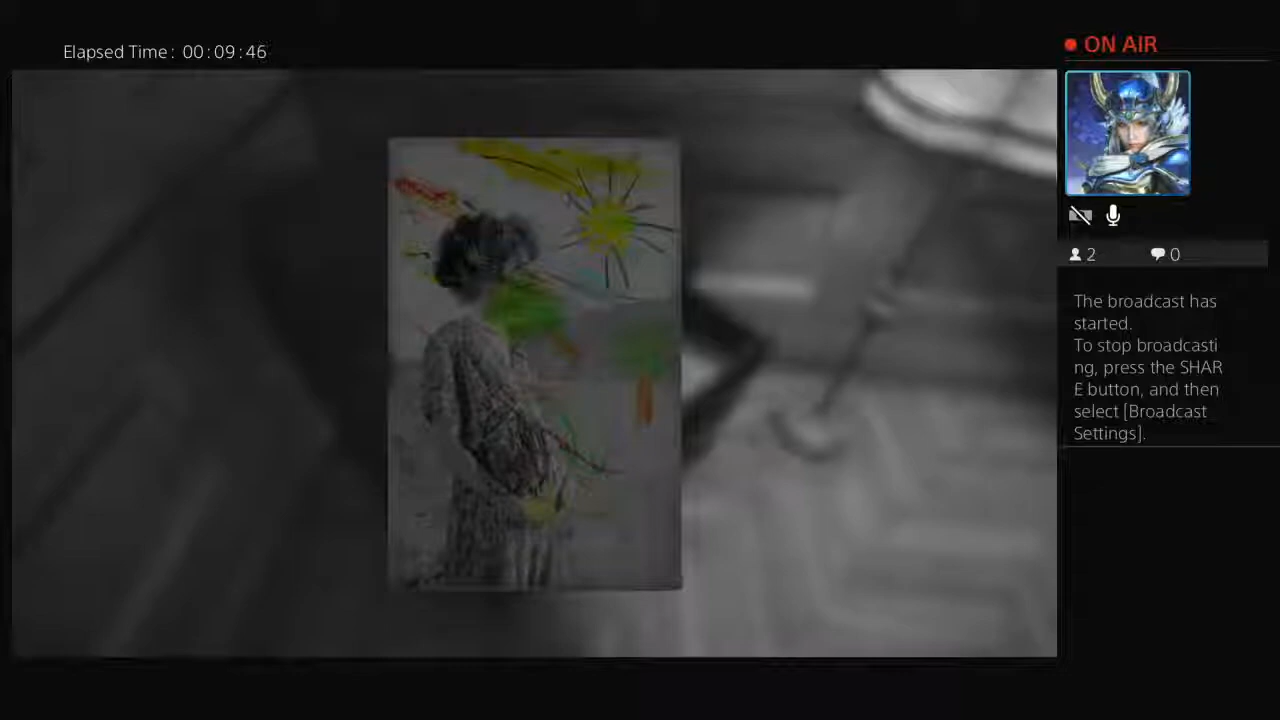 Elapsed Time: 00:09:46
ON AIR
2
0
The broadcast has
started.
To stop broadcasti
ng, press the SHAR
E button, and then
select [Broadcast
Settings].